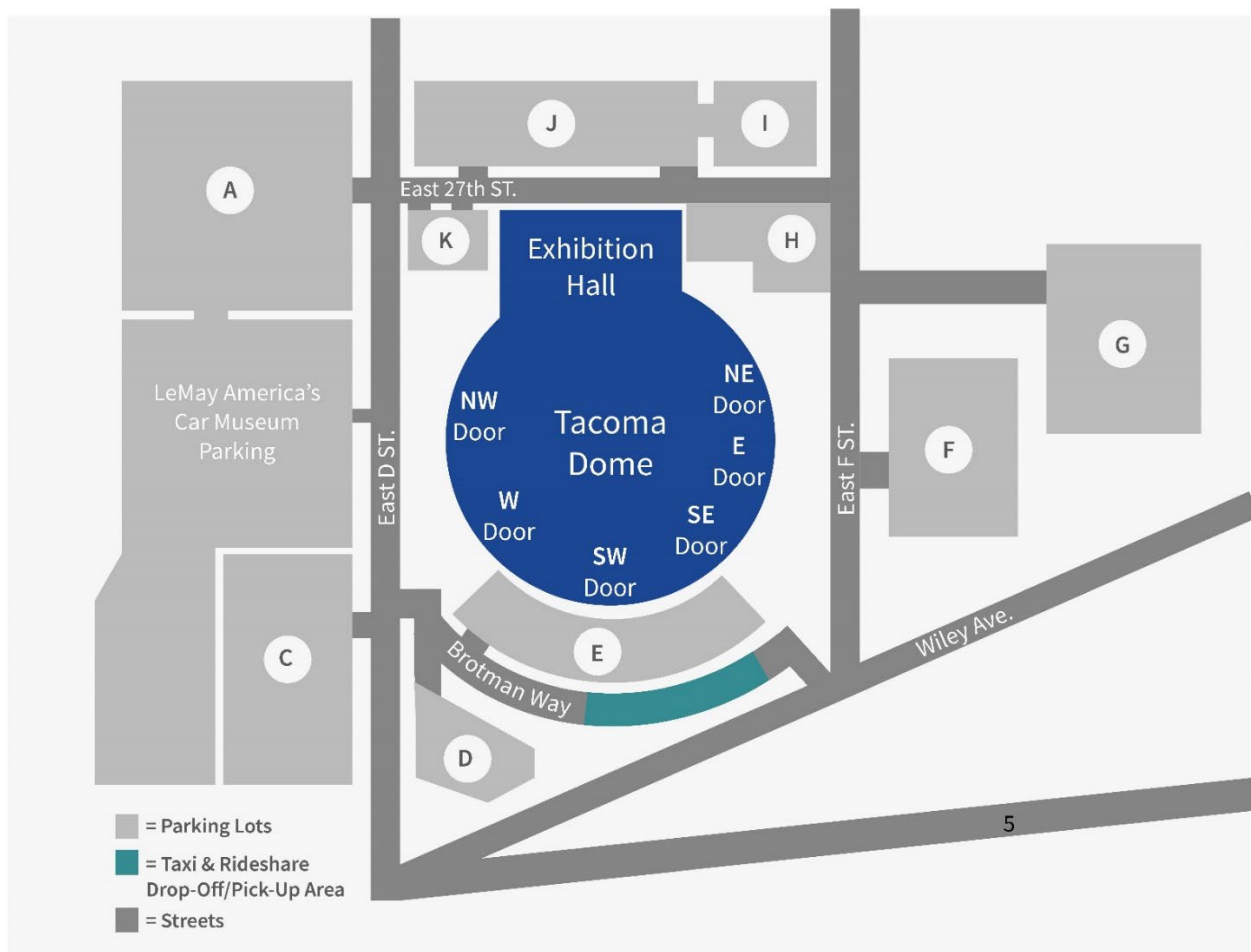 J
I
A
East 27th ST.
K
Exhibition
Hall
H
G
LeMay America's
Car Museum
Parking
NW
Door
Tacoma
Dome
NE
Door
E
Door
F
East D ST.
East F ST.
W
Door
SE
Door
SW
Door
Wiley Ave.
C
E
Brotman Way
D
5
= Parking Lots
= Taxi & Rideshare
Drop-Off/Pick-Up Area
= Streets